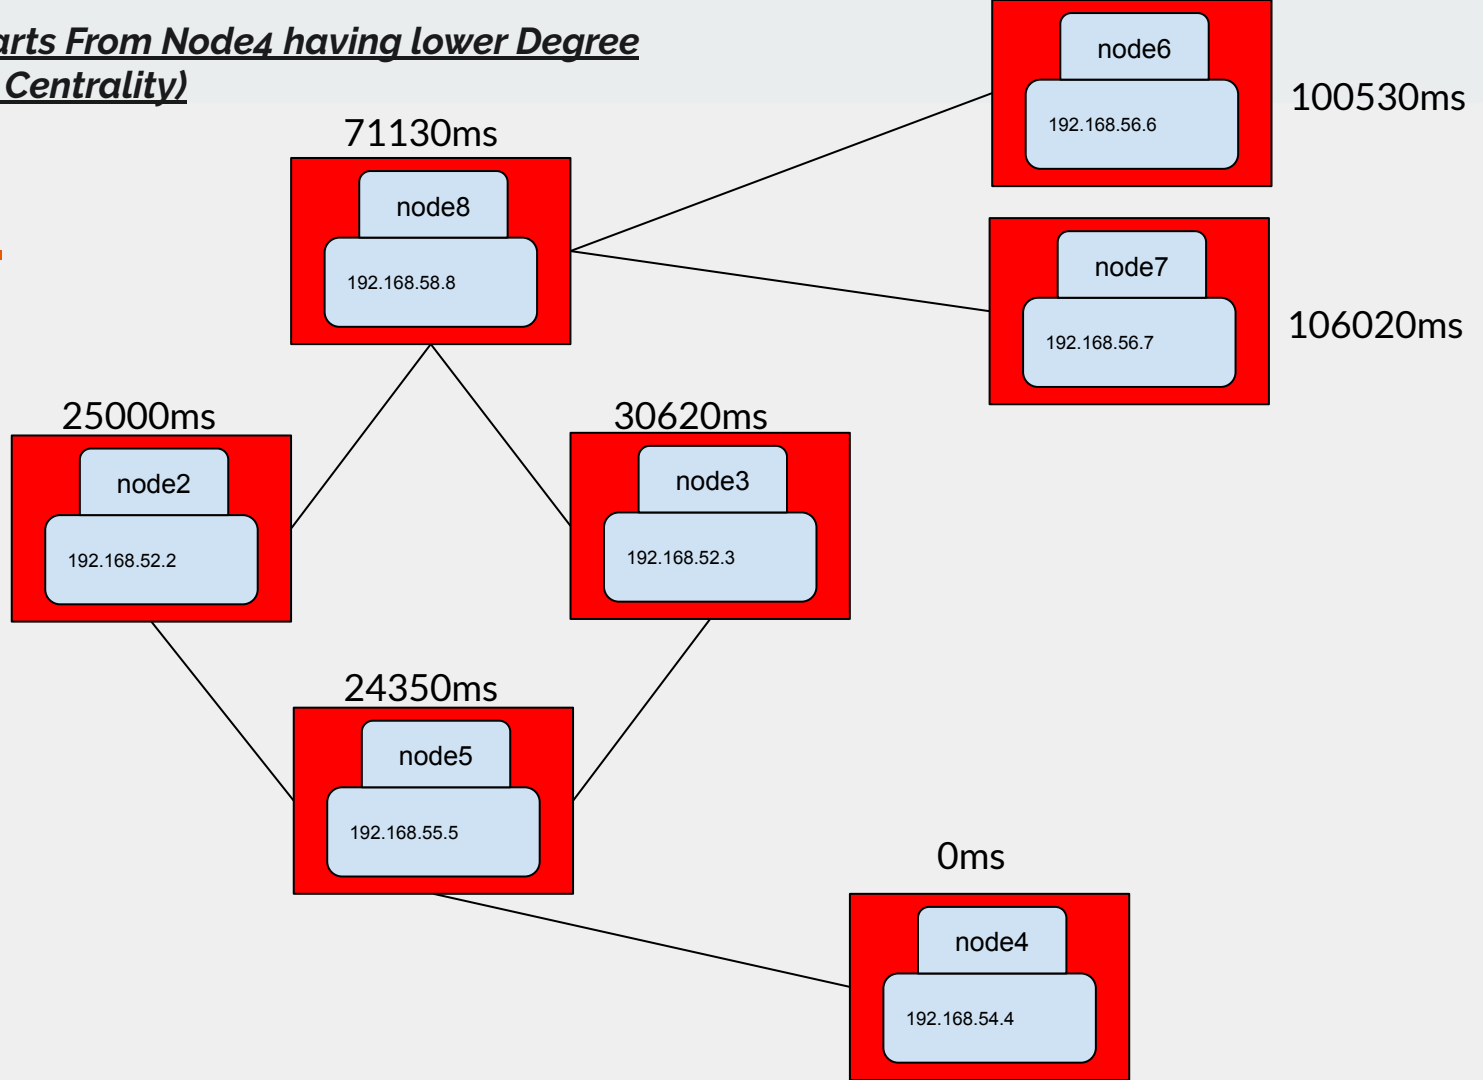 arts From Node4 having lower Degree
Centrality)
node6
192.168.56.6
100530ms
71130ms
node8
192.168.58.8
node7
192.168.56.7
106020ms
25000ms
node2
192.168.52.2
30620ms
node3
192.168.52.3
24350ms
node5
192.168.55.5
0ms
node4
192.168.54.4